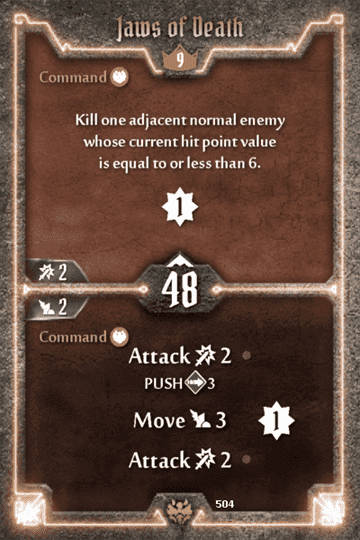 Jaws of Death
9
Command
Kill one adjacent normal enemy
whose current hit point value
is equal to or less than 6.
1
2
48
2
Command
Attack 2
PUSH 3
Move 3
1
Attack 2
504